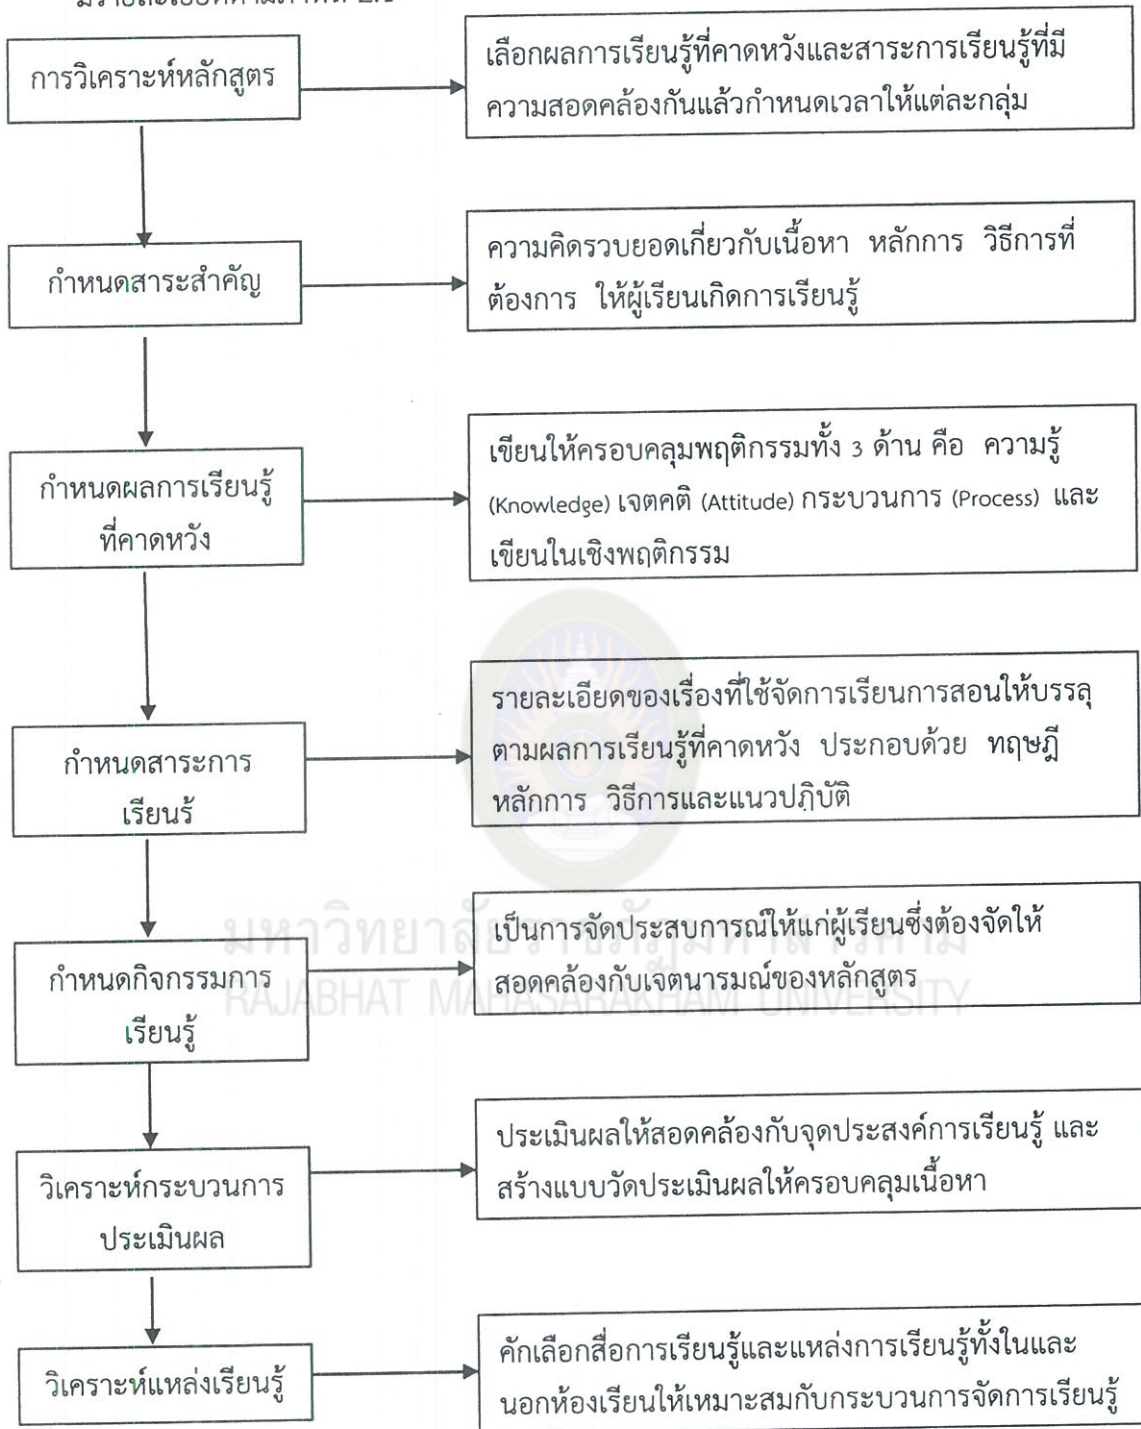 มีรายละเอียดตามภาพที่ 2.1
การวิเคราะห์หลักสูตร
เลือกผลการเรียนรู้ที่คาดหวังและสาระการเรียนรู้ที่มี
ความสอดคล้องกันแล้วกำหนดเวลาให้แต่ละกลุ่ม
กำหนดสาระสำคัญ
ความคิดรวบยอดเกี่ยวกับเนื้อหา หลักการ วิธีการที่
ต้องการ ให้ผู้เรียนเกิดการเรียนรู้
กำหนดผลการเรียนรู้
ที่คาดหวัง
เขียนให้ครอบคลุมพฤติกรรมทั้ง 3 ด้าน คือ ความรู้
(Knowledge) เจตคติ (Attitude) กระบวนการ (Process) และ
เขียนในเชิงพฤติกรรม
กำหนดสาระการ
เรียนรู้
รายละเอียดของเรื่องที่ใช้จัดการเรียนการสอนให้บรรลุ
ตามผลการเรียนรู้ที่คาดหวัง ประกอบด้วย ทฤษฎี
หลักการ วิธีการและแนวปฏิบัติ
กำหนดกิจกรรมการ
เรียนรู้
เป็นการจัดประสบการณ์ให้แก่ผู้เรียนซึ่งต้องจัดให้
สอดคล้องกับเจตนารมณ์ของหลักสูตร
มหาวิทยาลัยราชภัฏมหาสารคาม
RAJABHAT MAHASARAKHAM UNIVERSITY
วิเคราะห์กระบวนการ
ประเมินผล
ประเมินผลให้สอดคล้องกับจุดประสงค์การเรียนรู้ และ
สร้างแบบวัดประเมินผลให้ครอบคลุมเนื้อหา
วิเคราะห์แหล่งเรียนรู้
คักเลือกสื่อการเรียนรู้และแหล่งการเรียนรู้ทั้งในและ
นอกห้องเรียนให้เหมาะสมกับกระบวนการจัดการเรียนรู้